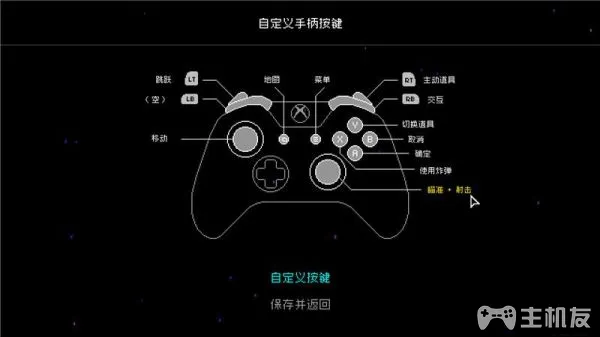 自定义手柄按键
跳跃 LT 地图 菜单 RT 主动道具
（空） LB RB 交互
移动 Y 切换道具
X B 取消
A 确定
使用炸弹
瞄准 + 射击
自定义按键
保存并返回
主机友